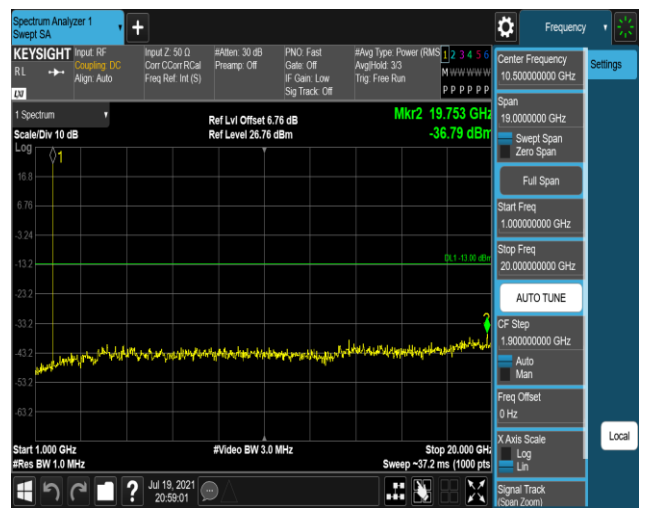 Spectrum Analyzer 1
Swept SA
+
Frequency
KEYSIGHT
RL
LXI
Input: RF
Coupling: DC
Align: Auto
Input Z: 50 Ω
Corr CCorr RCal
Freq Ref: Int (S)
#Atten: 30 dB
Preamp: Off
PNO: Fast
Gate: Off
IF Gain: Low
Sig Track: Off
#Avg Type: Power (RMS
Avg|Hold: 3/3
Trig: Free Run
1 2 3 4 5 6
M W W W W W
P P P P P P
1 Spectrum
Scale/Div 10 dB
Ref Lvl Offset 6.76 dB
Ref Level 26.76 dBm
Mkr2 19.753 GHz
-36.79 dBm
Log
1
16.8
6.76
-3.24
-13.2
DL1 -13.00 dBm
-23.2
-33.2
2
-43.2
-53.2
-63.2
Start 1.000 GHz
#Res BW 1.0 MHz
#Video BW 3.0 MHz
Stop 20.000 GHz
Sweep ~37.2 ms (1000 pts
?
Jul 19, 2021
20:59:01
Center Frequency
10.500000000 GHz
Span
19.0000000 GHz
Swept Span
Zero Span
Full Span
Start Freq
1.000000000 GHz
Stop Freq
20.000000000 GHz
AUTO TUNE
CF Step
1.900000000 GHz
Auto
Man
Freq Offset
0 Hz
X Axis Scale
Log
Lin
Signal Track
(Span Zoom)
Settings
Local